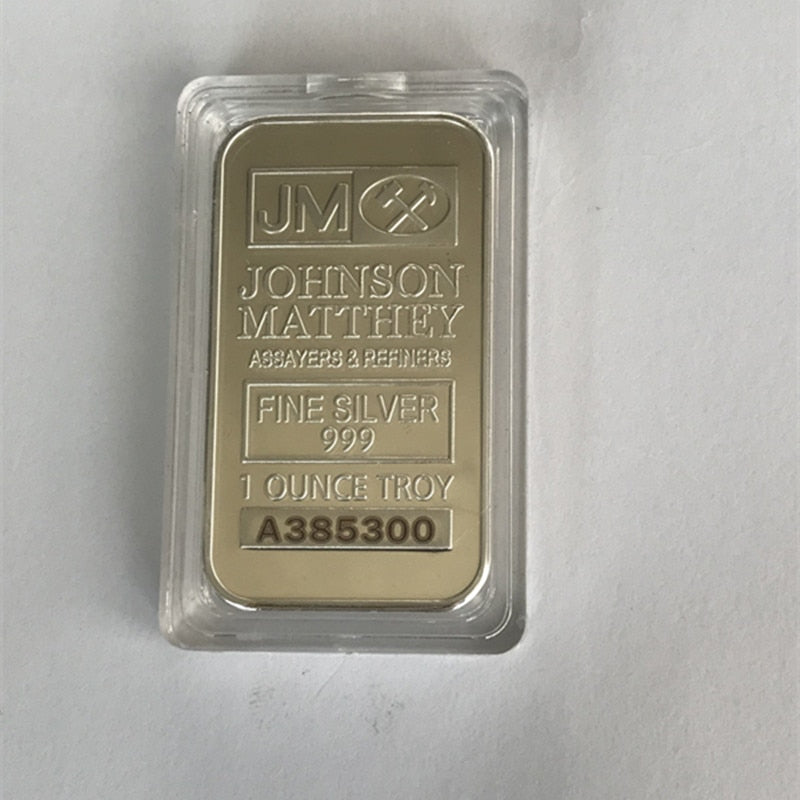 JM
JOHNSON
MATTHEY
ASSAYERS & REFINERS
FINE SILVER
999
1 OUNCE TROY
A385300